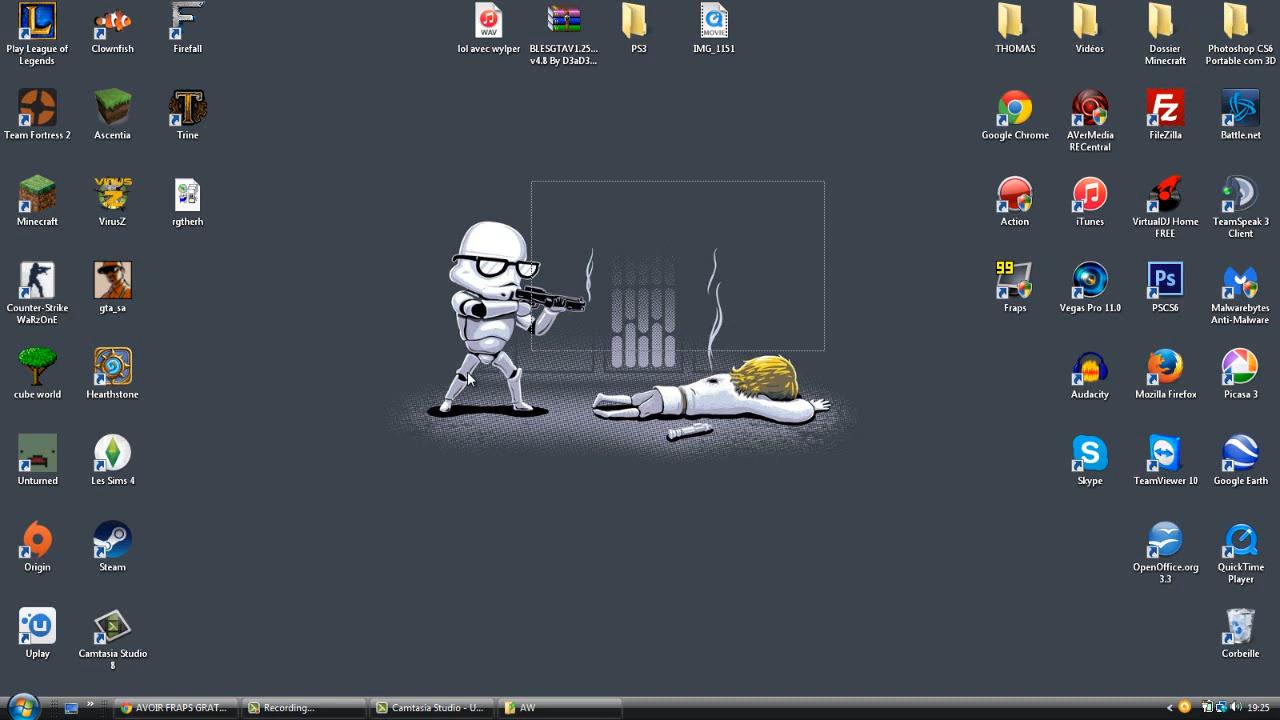 Play League of
Legends
Clownfish
Firefall
lol avec wylper
WAV
BLESGTAV1.25...
v4.8 By D3aD3...
PS3
MOVIE
IMG_1151
THOMAS
Vidéos
Dossier
Minecraft
Photoshop CS6
Portable com 3D
Team Fortress 2
Ascentia
Trine
Google Chrome
AVerMedia
RECentral
FileZilla
Battle.net
Minecraft
VIRUS
Z
VirusZ
rgtherh
Action
iTunes
VirtualDJ Home
FREE
TeamSpeak 3
Client
Counter-Strike
WaRzOnE
gta_sa
99
Fraps
Vegas Pro 11.0
Ps
PSCS6
Malwarebytes
Anti-Malware
cube world
Hearthstone
Audacity
Mozilla Firefox
Picasa 3
Unturned
Les Sims 4
Skype
TeamViewer 10
Google Earth
Origin
Steam
OpenOffice.org
3.3
QuickTime
Player
Uplay
Camtasia Studio
8
Corbeille
AVOIR FRAPS GRAT...
Recording...
Camtasia Studio - U...
AW
19:25